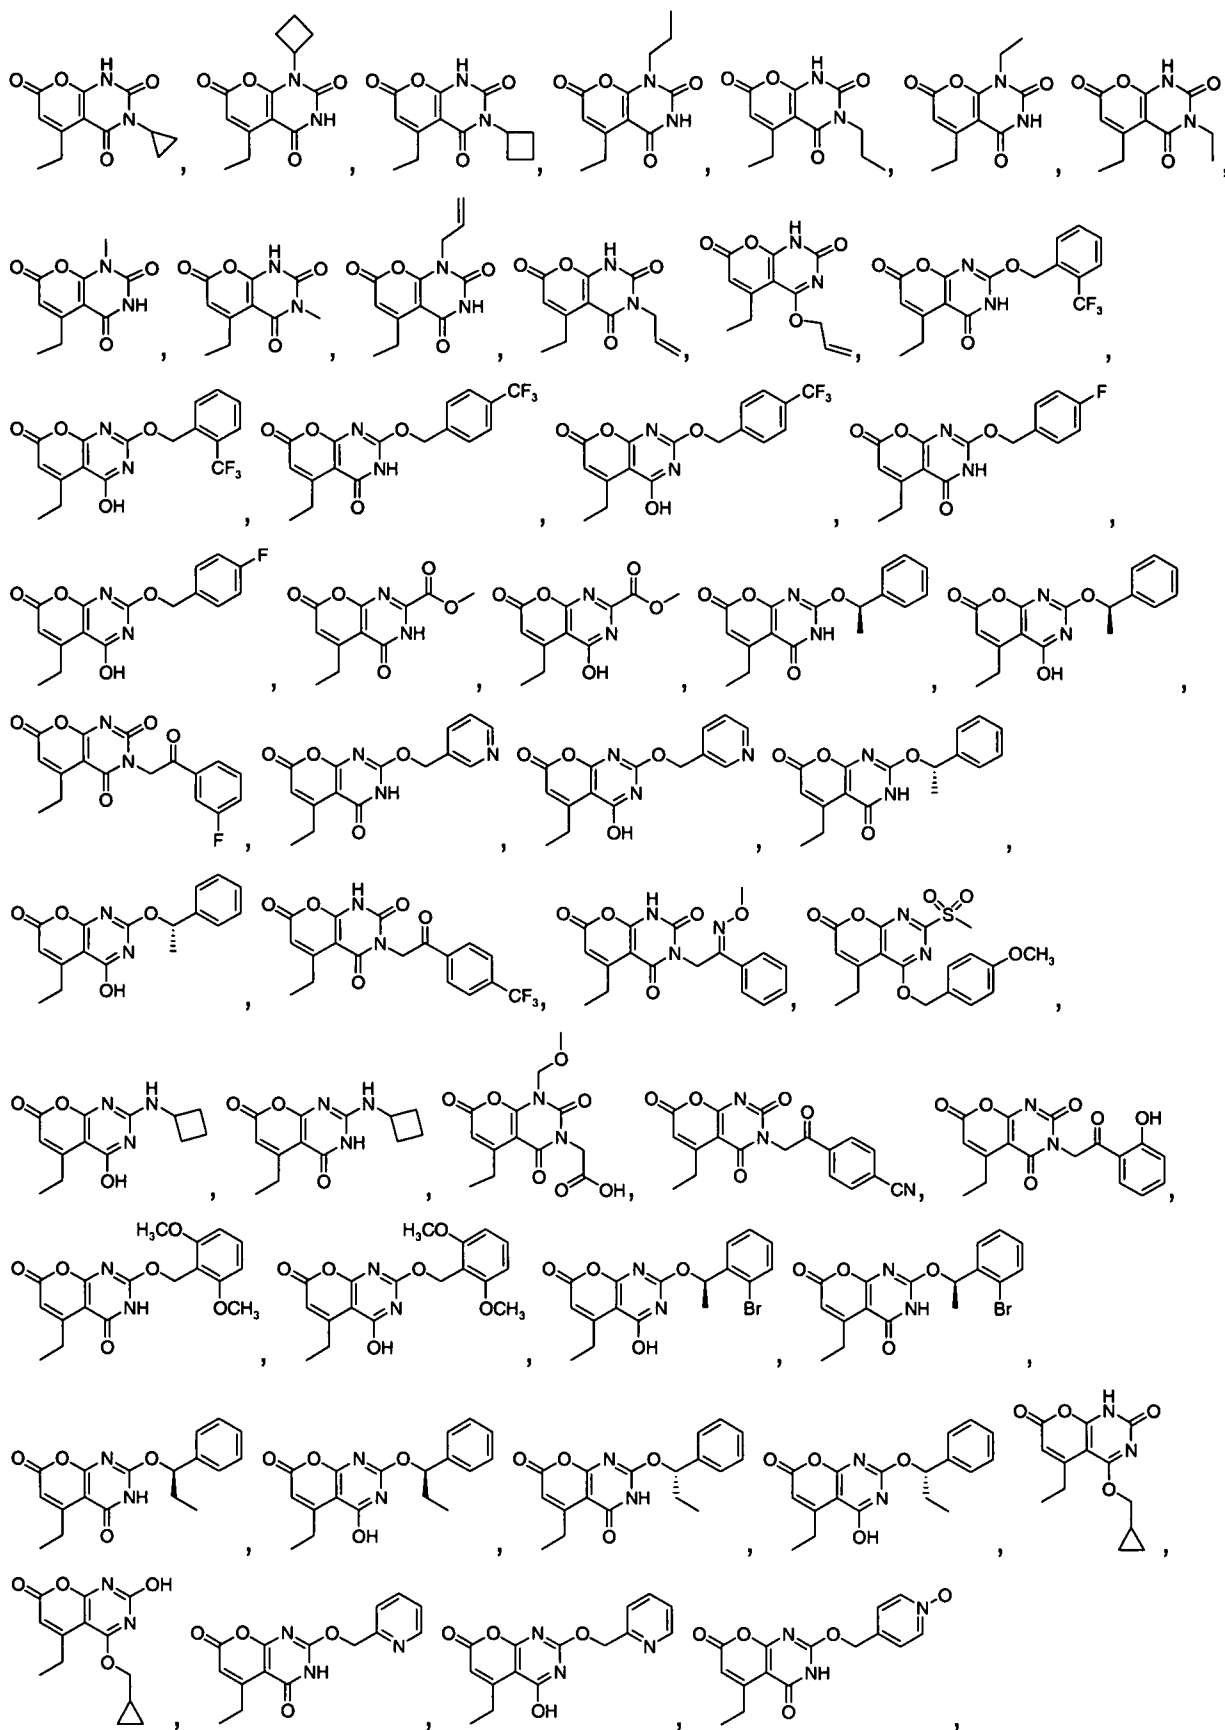 H H H H
O O N O O O N O O O N O O O N O O O N O O O N O O O N O
N NH N NH N NH N
O , O , O , O , O , O , O ,
H H H
O O N O O O N O O O N O O O N O O O N O O O N O
NH N NH N N NH CF3
O , O , O , O , O , O ,
CF3 CF3 F
O O N O O O N O O O N O O O N O
N CF3 NH N NH
OH , O , OH , O ,
F
O O N O O O N O O O O N O O O N O O O N O
N NH O N O NH N
OH , O , OH , O , OH ,
O O N O O O O N O N O O N O N O O N O
N NH N NH
O F , O , OH , O ,
H H O O O
O O N O O O N O O O O N O N O O N S
N N N N OCH3
OH , O CF3, O , O ,
O
H H
O O N N O O N N O O N O O O N O O O O N O O OH
N NH N N N
OH , O , O O OH, O CN, O ,
H3CO H3CO
O O N O O O N O O O N O O O N O
NH OCH3 N OCH3 N Br NH Br
O , OH , OH , O ,
H
O O N O O O N O O O N O O O N O O O N O
NH N NH N N
O , OH , O , OH , O ,
O O N OH O O N O O O N O O O N O N O
N NH N N N NH
O , O , OH , O ,